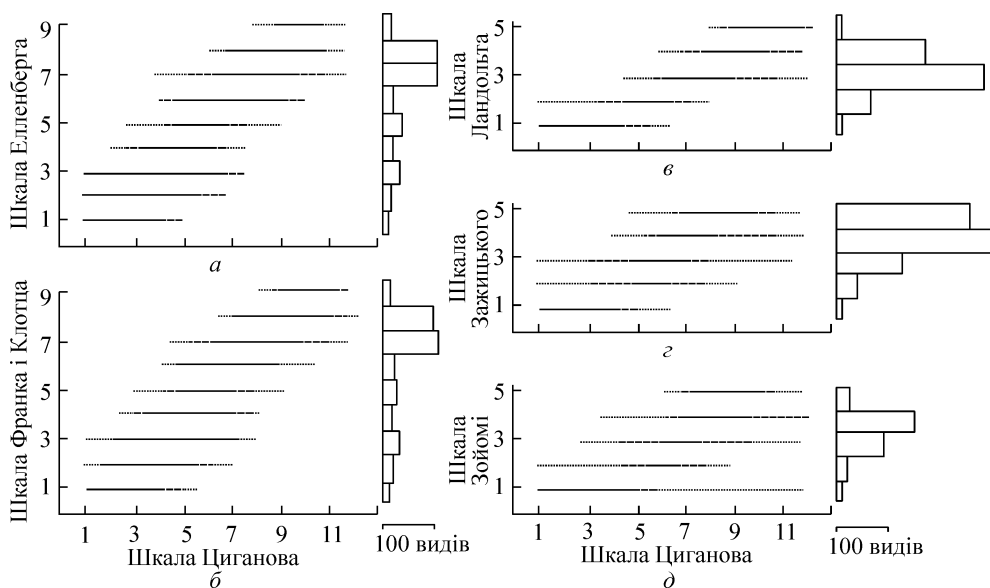 Шкала Елленберга
9
7
5
3
1
а
Шкала Франка і Клотца
9
7
5
3
1
1 3 5 7 9 11
Шкала Циганова
100 видів
б
Шкала
Ландольта
5
3
1
в
Шкала
Зажицького
5
3
1
г
Шкала
Зойомі
5
3
1
1 3 5 7 9 11
Шкала Циганова
100 видів
д